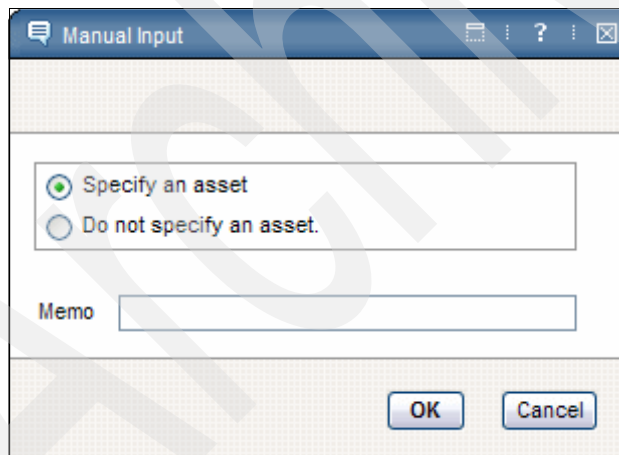 Manual Input ?
Specify an asset
Do not specify an asset.
Memo
OK Cancel